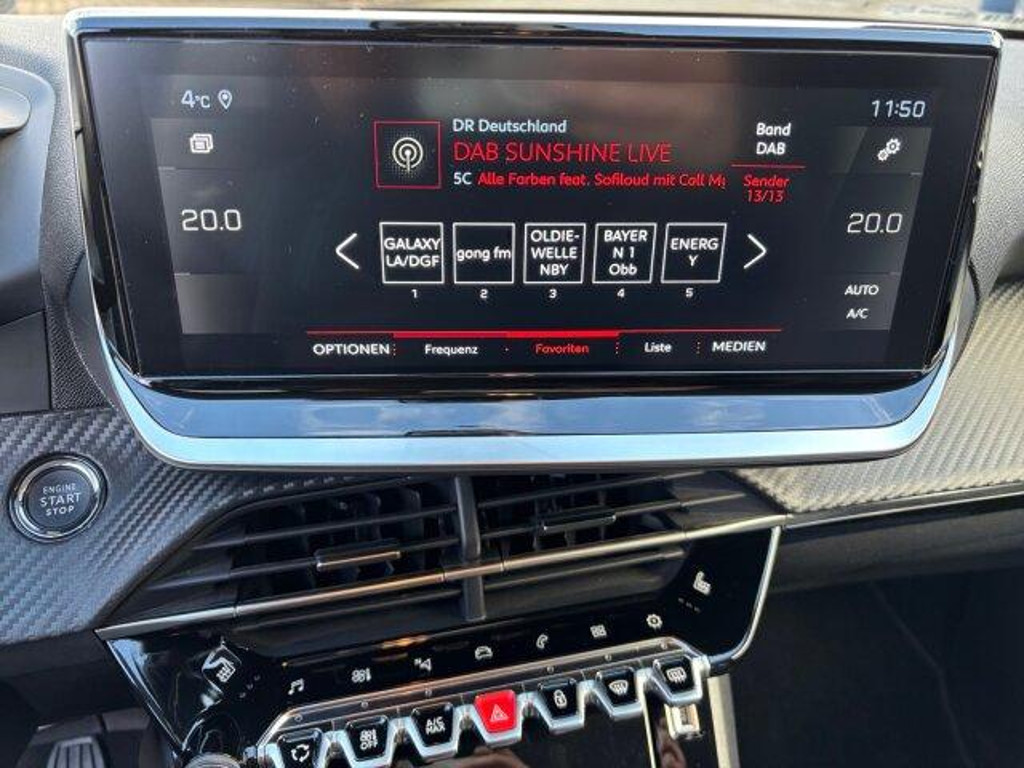 4°C
11:50
DR Deutschland
DAB SUNSHINE LIVE
5C Alle Farben feat. Sofiloud mit Call My
Band
DAB
Sender
13/13
20.0
20.0
GALAXY
LA/DGF
gong fm
OLDIE-
WELLE
NBY
BAYER
N 1
Obb
ENERG
Y
1
2
3
4
5
AUTO
A/C
OPTIONEN
Frequenz
Favoriten
Liste
MEDIEN
ENGINE
START
STOP
OFF
A/C
MAX